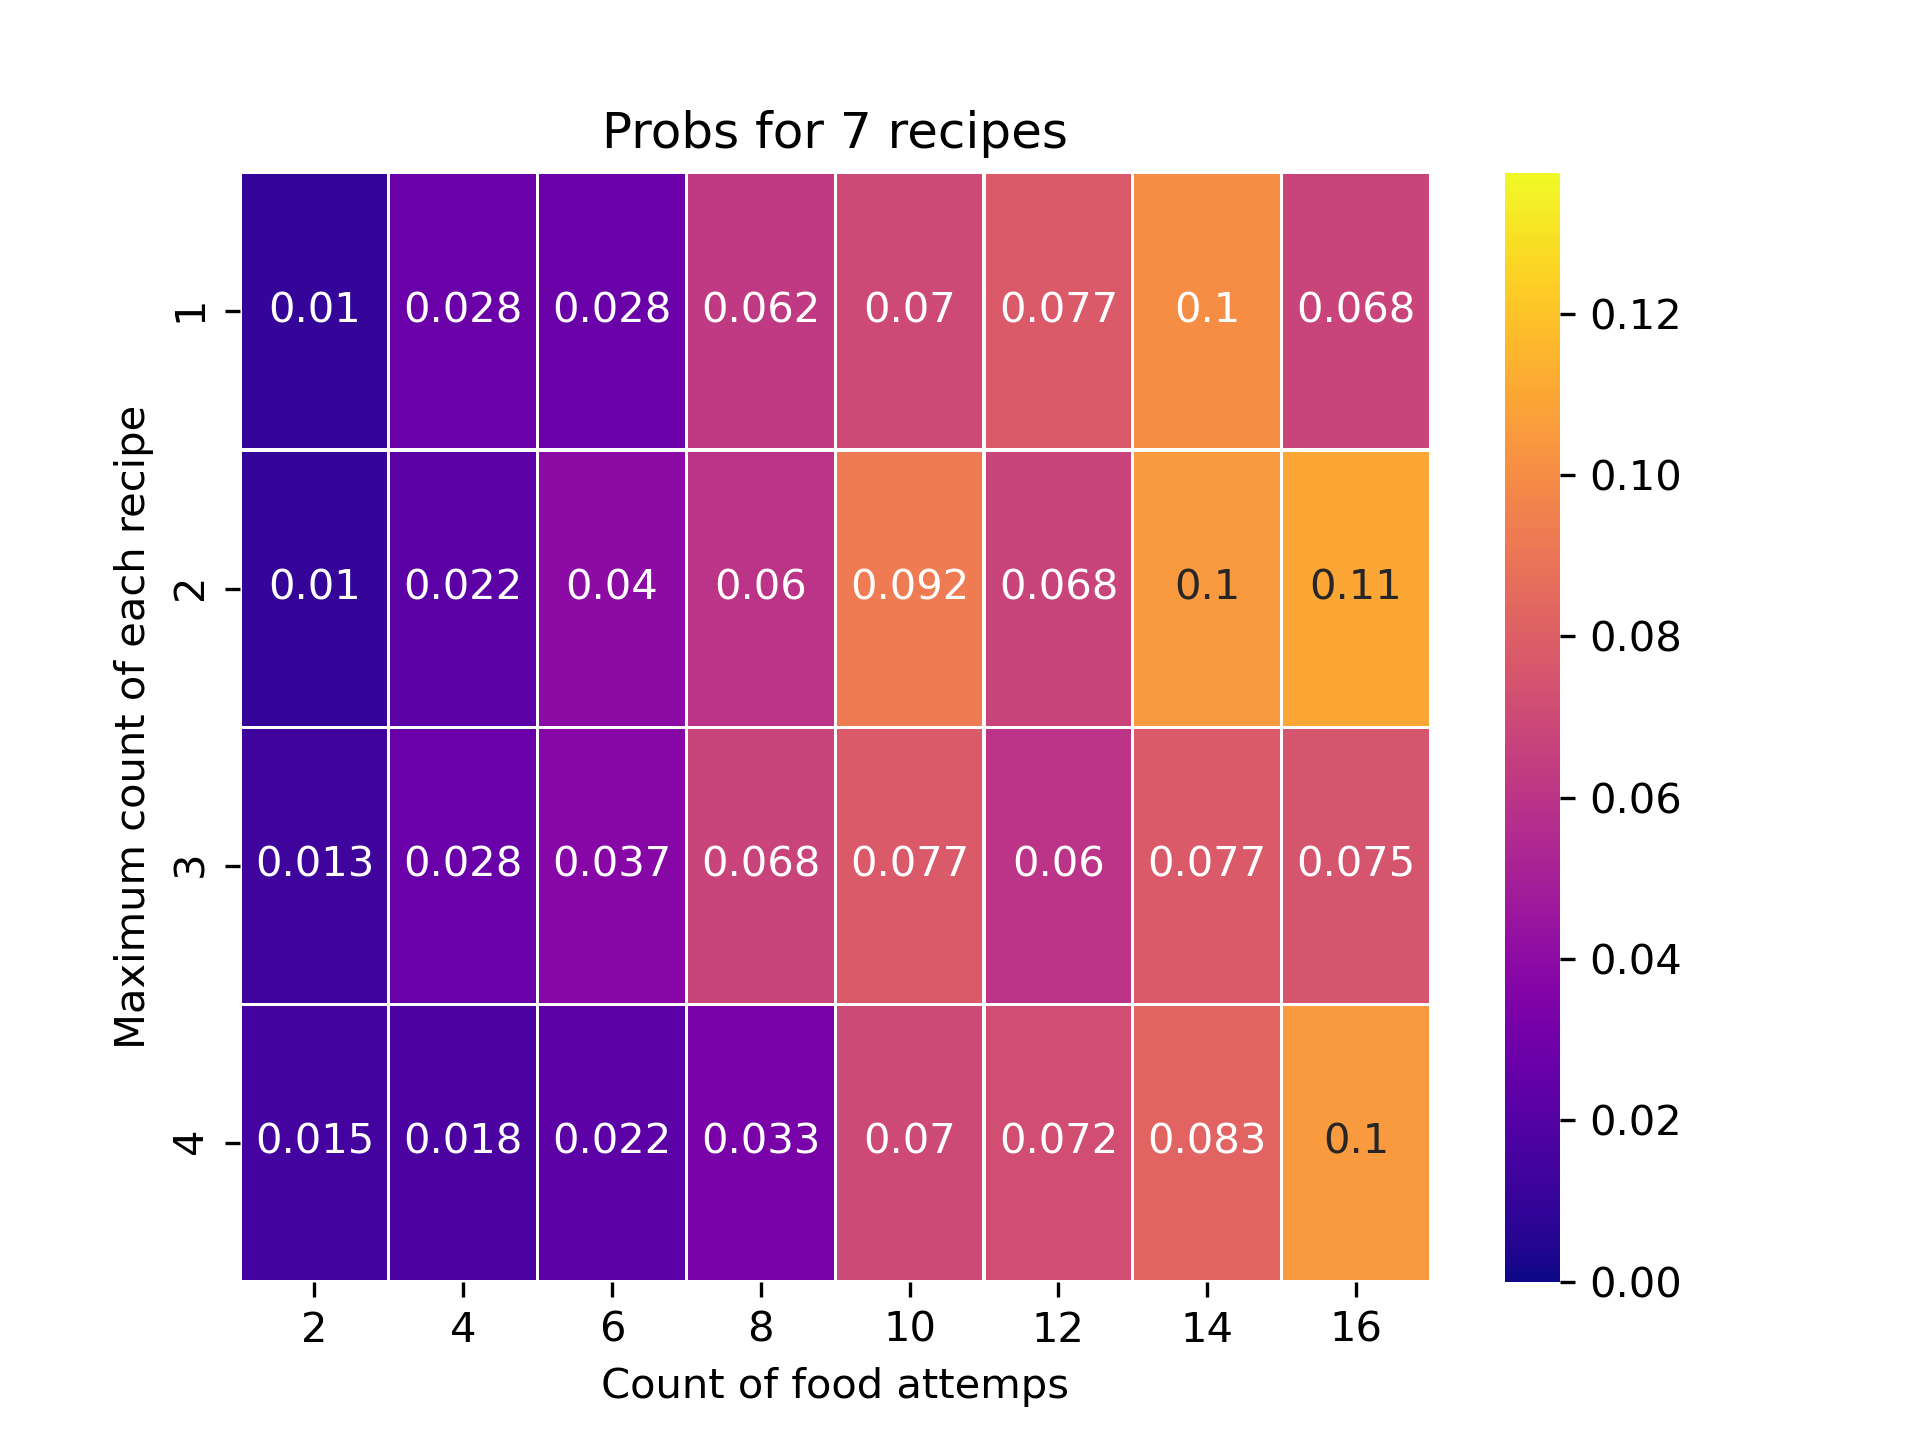 Probs for 7 recipes
Maximum count of each recipe
1 0.01 0.028 0.028 0.062 0.07 0.077 0.1 0.068
2 0.01 0.022 0.04 0.06 0.092 0.068 0.1 0.11
3 0.013 0.028 0.037 0.068 0.077 0.06 0.077 0.075
4 0.015 0.018 0.022 0.033 0.07 0.072 0.083 0.1
2 4 6 8 10 12 14 16
Count of food attemps
0.12
0.10
0.08
0.06
0.04
0.02
0.00